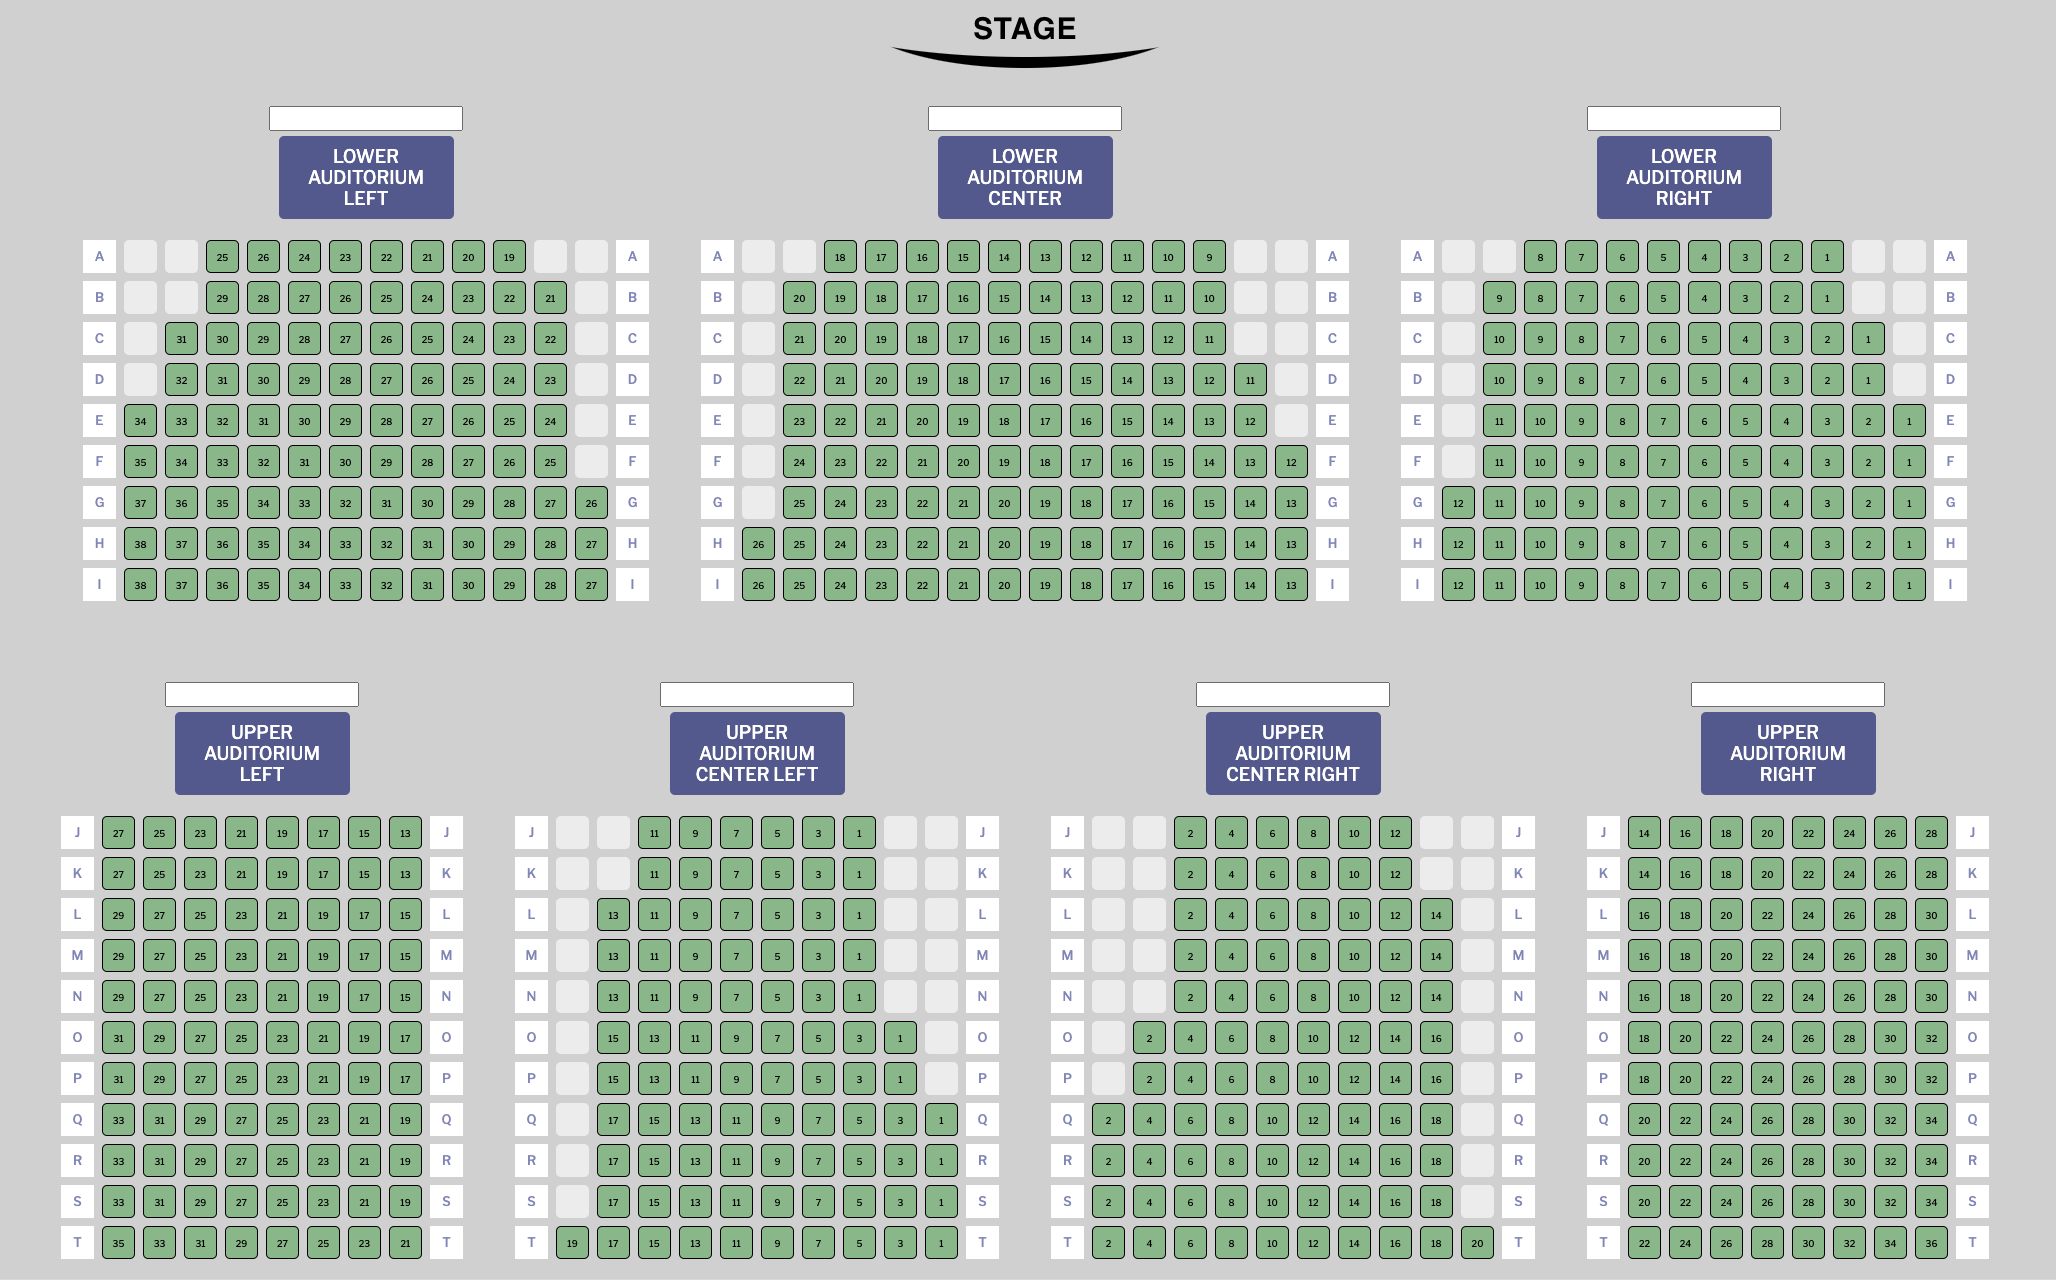 STAGE
LOWER
AUDITORIUM
LEFT
LOWER
AUDITORIUM
CENTER
LOWER
AUDITORIUM
RIGHT
A 25 26 24 23 22 21 20 19 A A 18 17 16 15 14 13 12 11 10 9 A A 8 7 6 5 4 3 2 1 A
B 29 28 27 26 25 24 23 22 21 B B 20 19 18 17 16 15 14 13 12 11 10 B B 9 8 7 6 5 4 3 2 1 B
C 31 30 29 28 27 26 25 24 23 22 C C 21 20 19 18 17 16 15 14 13 12 11 C C 10 9 8 7 6 5 4 3 2 1 C
D 32 31 30 29 28 27 26 25 24 23 D D 22 21 20 19 18 17 16 15 14 13 12 11 D D 10 9 8 7 6 5 4 3 2 1 D
E 34 33 32 31 30 29 28 27 26 25 24 E E 23 22 21 20 19 18 17 16 15 14 13 12 E E 11 10 9 8 7 6 5 4 3 2 1 E
F 35 34 33 32 31 30 29 28 27 26 25 F F 24 23 22 21 20 19 18 17 16 15 14 13 12 F F 11 10 9 8 7 6 5 4 3 2 1 F
G 37 36 35 34 33 32 31 30 29 28 27 26 G G 25 24 23 22 21 20 19 18 17 16 15 14 13 G G 12 11 10 9 8 7 6 5 4 3 2 1 G
H 38 37 36 35 34 33 32 31 30 29 28 27 H H 26 25 24 23 22 21 20 19 18 17 16 15 14 13 H H 12 11 10 9 8 7 6 5 4 3 2 1 H
I 38 37 36 35 34 33 32 31 30 29 28 27 I I 26 25 24 23 22 21 20 19 18 17 16 15 14 13 I I 12 11 10 9 8 7 6 5 4 3 2 1 I
UPPER
AUDITORIUM
LEFT
UPPER
AUDITORIUM
CENTER LEFT
UPPER
AUDITORIUM
CENTER RIGHT
UPPER
AUDITORIUM
RIGHT
J 27 25 23 21 19 17 15 13 J J 11 9 7 5 3 1 J J 2 4 6 8 10 12 J J 14 16 18 20 22 24 26 28 J
K 27 25 23 21 19 17 15 13 K K 11 9 7 5 3 1 K K 2 4 6 8 10 12 K K 14 16 18 20 22 24 26 28 K
L 29 27 25 23 21 19 17 15 L L 13 11 9 7 5 3 1 L L 2 4 6 8 10 12 14 L L 16 18 20 22 24 26 28 30 L
M 29 27 25 23 21 19 17 15 M M 13 11 9 7 5 3 1 M M 2 4 6 8 10 12 14 M M 16 18 20 22 24 26 28 30 M
N 29 27 25 23 21 19 17 15 N N 13 11 9 7 5 3 1 N N 2 4 6 8 10 12 14 N N 16 18 20 22 24 26 28 30 N
O 31 29 27 25 23 21 19 17 O O 15 13 11 9 7 5 3 1 O O 2 4 6 8 10 12 14 16 O O 18 20 22 24 26 28 30 32 O
P 31 29 27 25 23 21 19 17 P P 15 13 11 9 7 5 3 1 P P 2 4 6 8 10 12 14 16 P P 18 20 22 24 26 28 30 32 P
Q 33 31 29 27 25 23 21 19 Q Q 17 15 13 11 9 7 5 3 1 Q Q 2 4 6 8 10 12 14 16 18 Q Q 20 22 24 26 28 30 32 34 Q
R 33 31 29 27 25 23 21 19 R R 17 15 13 11 9 7 5 3 1 R R 2 4 6 8 10 12 14 16 18 R R 20 22 24 26 28 30 32 34 R
S 33 31 29 27 25 23 21 19 S S 17 15 13 11 9 7 5 3 1 S S 2 4 6 8 10 12 14 16 18 S S 20 22 24 26 28 30 32 34 S
T 35 33 31 29 27 25 23 21 T T 19 17 15 13 11 9 7 5 3 1 T T 2 4 6 8 10 12 14 16 18 20 T T 22 24 26 28 30 32 34 36 T